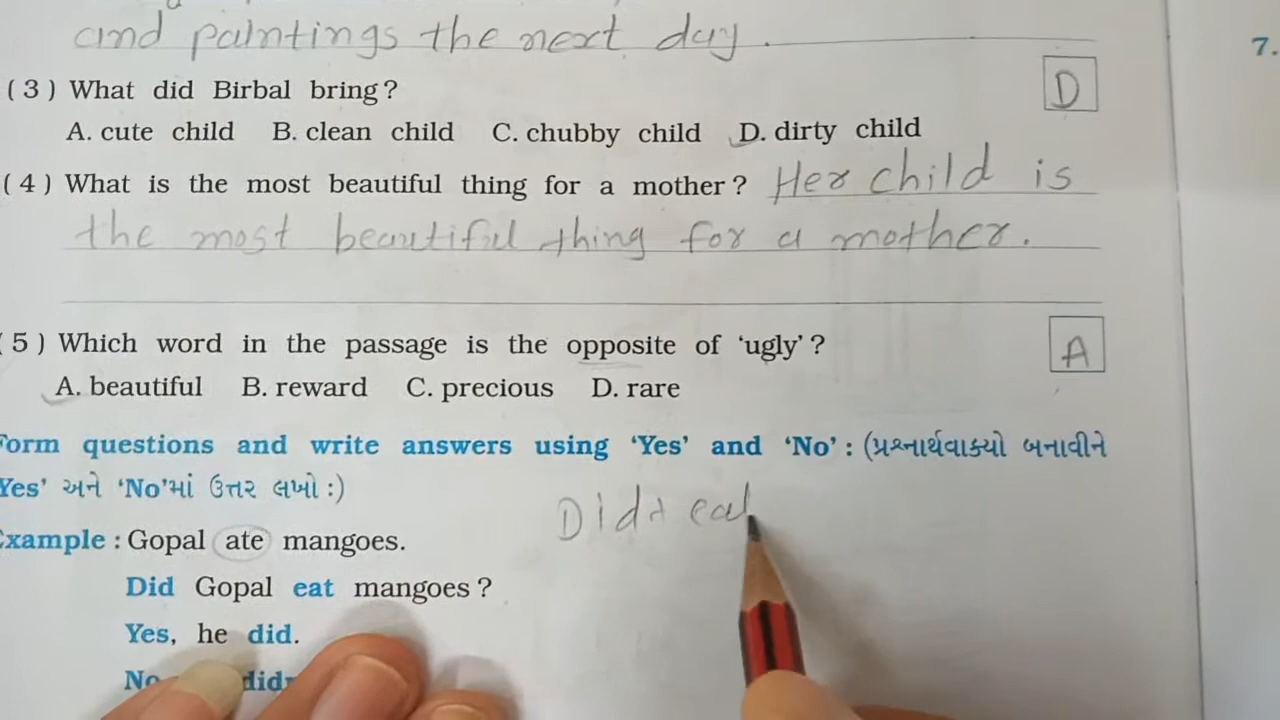 and paintings the next day.
7.
(3) What did Birbal bring?
D
A. cute child B. clean child C. chubby child D. dirty child
(4) What is the most beautiful thing for a mother? Her child is
the most beautiful thing for a mother.
5) Which word in the passage is the opposite of 'ugly'?
A
A. beautiful B. reward C. precious D. rare
Form questions and write answers using 'Yes' and 'No': (પ્રશ્નાર્થવાક્યો બનાવીને
Yes' અને 'No'માં ઉત્તર લખો :)
Did + eat
Example : Gopal ate mangoes.
Did Gopal eat mangoes?
Yes, he did.
No